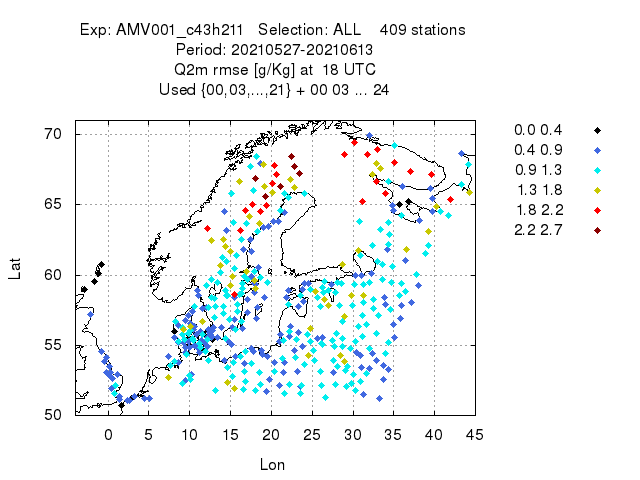 Exp: AMV001_c43h211 Selection: ALL 409 stations
Period: 20210527-20210613
Q2m rmse [g/Kg] at 18 UTC
Used {00,03,...,21} + 00 03 ... 24
0.0 0.4
0.4 0.9
0.9 1.3
1.3 1.8
1.8 2.2
2.2 2.7
70
65
60
55
50
Lat
0 5 10 15 20 25 30 35 40 45
Lon